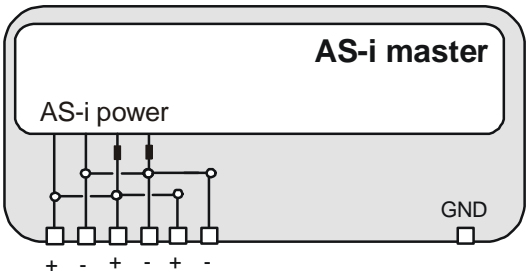 AS-i master
AS-i power
GND
+ - + - + -